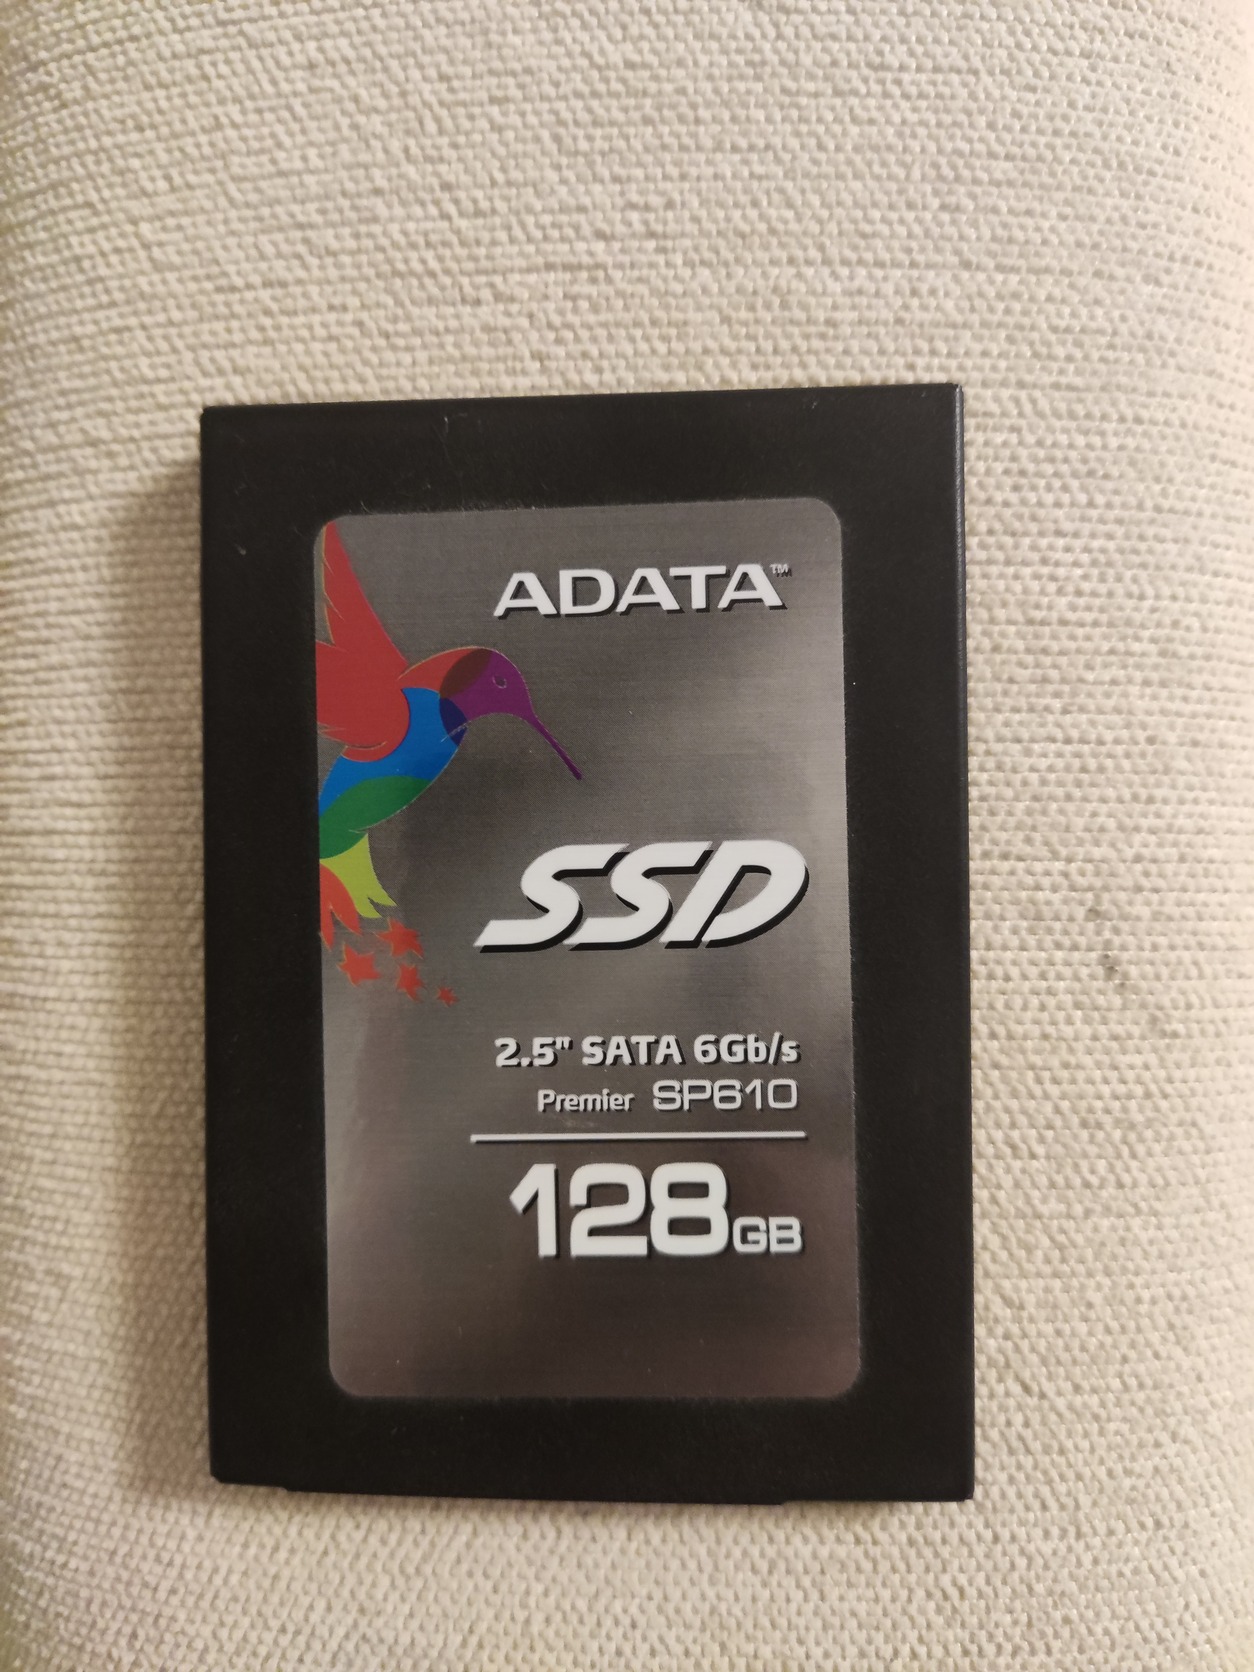 ADATA™
SSD
2.5" SATA 6Gb/s
Premier SP610
128GB